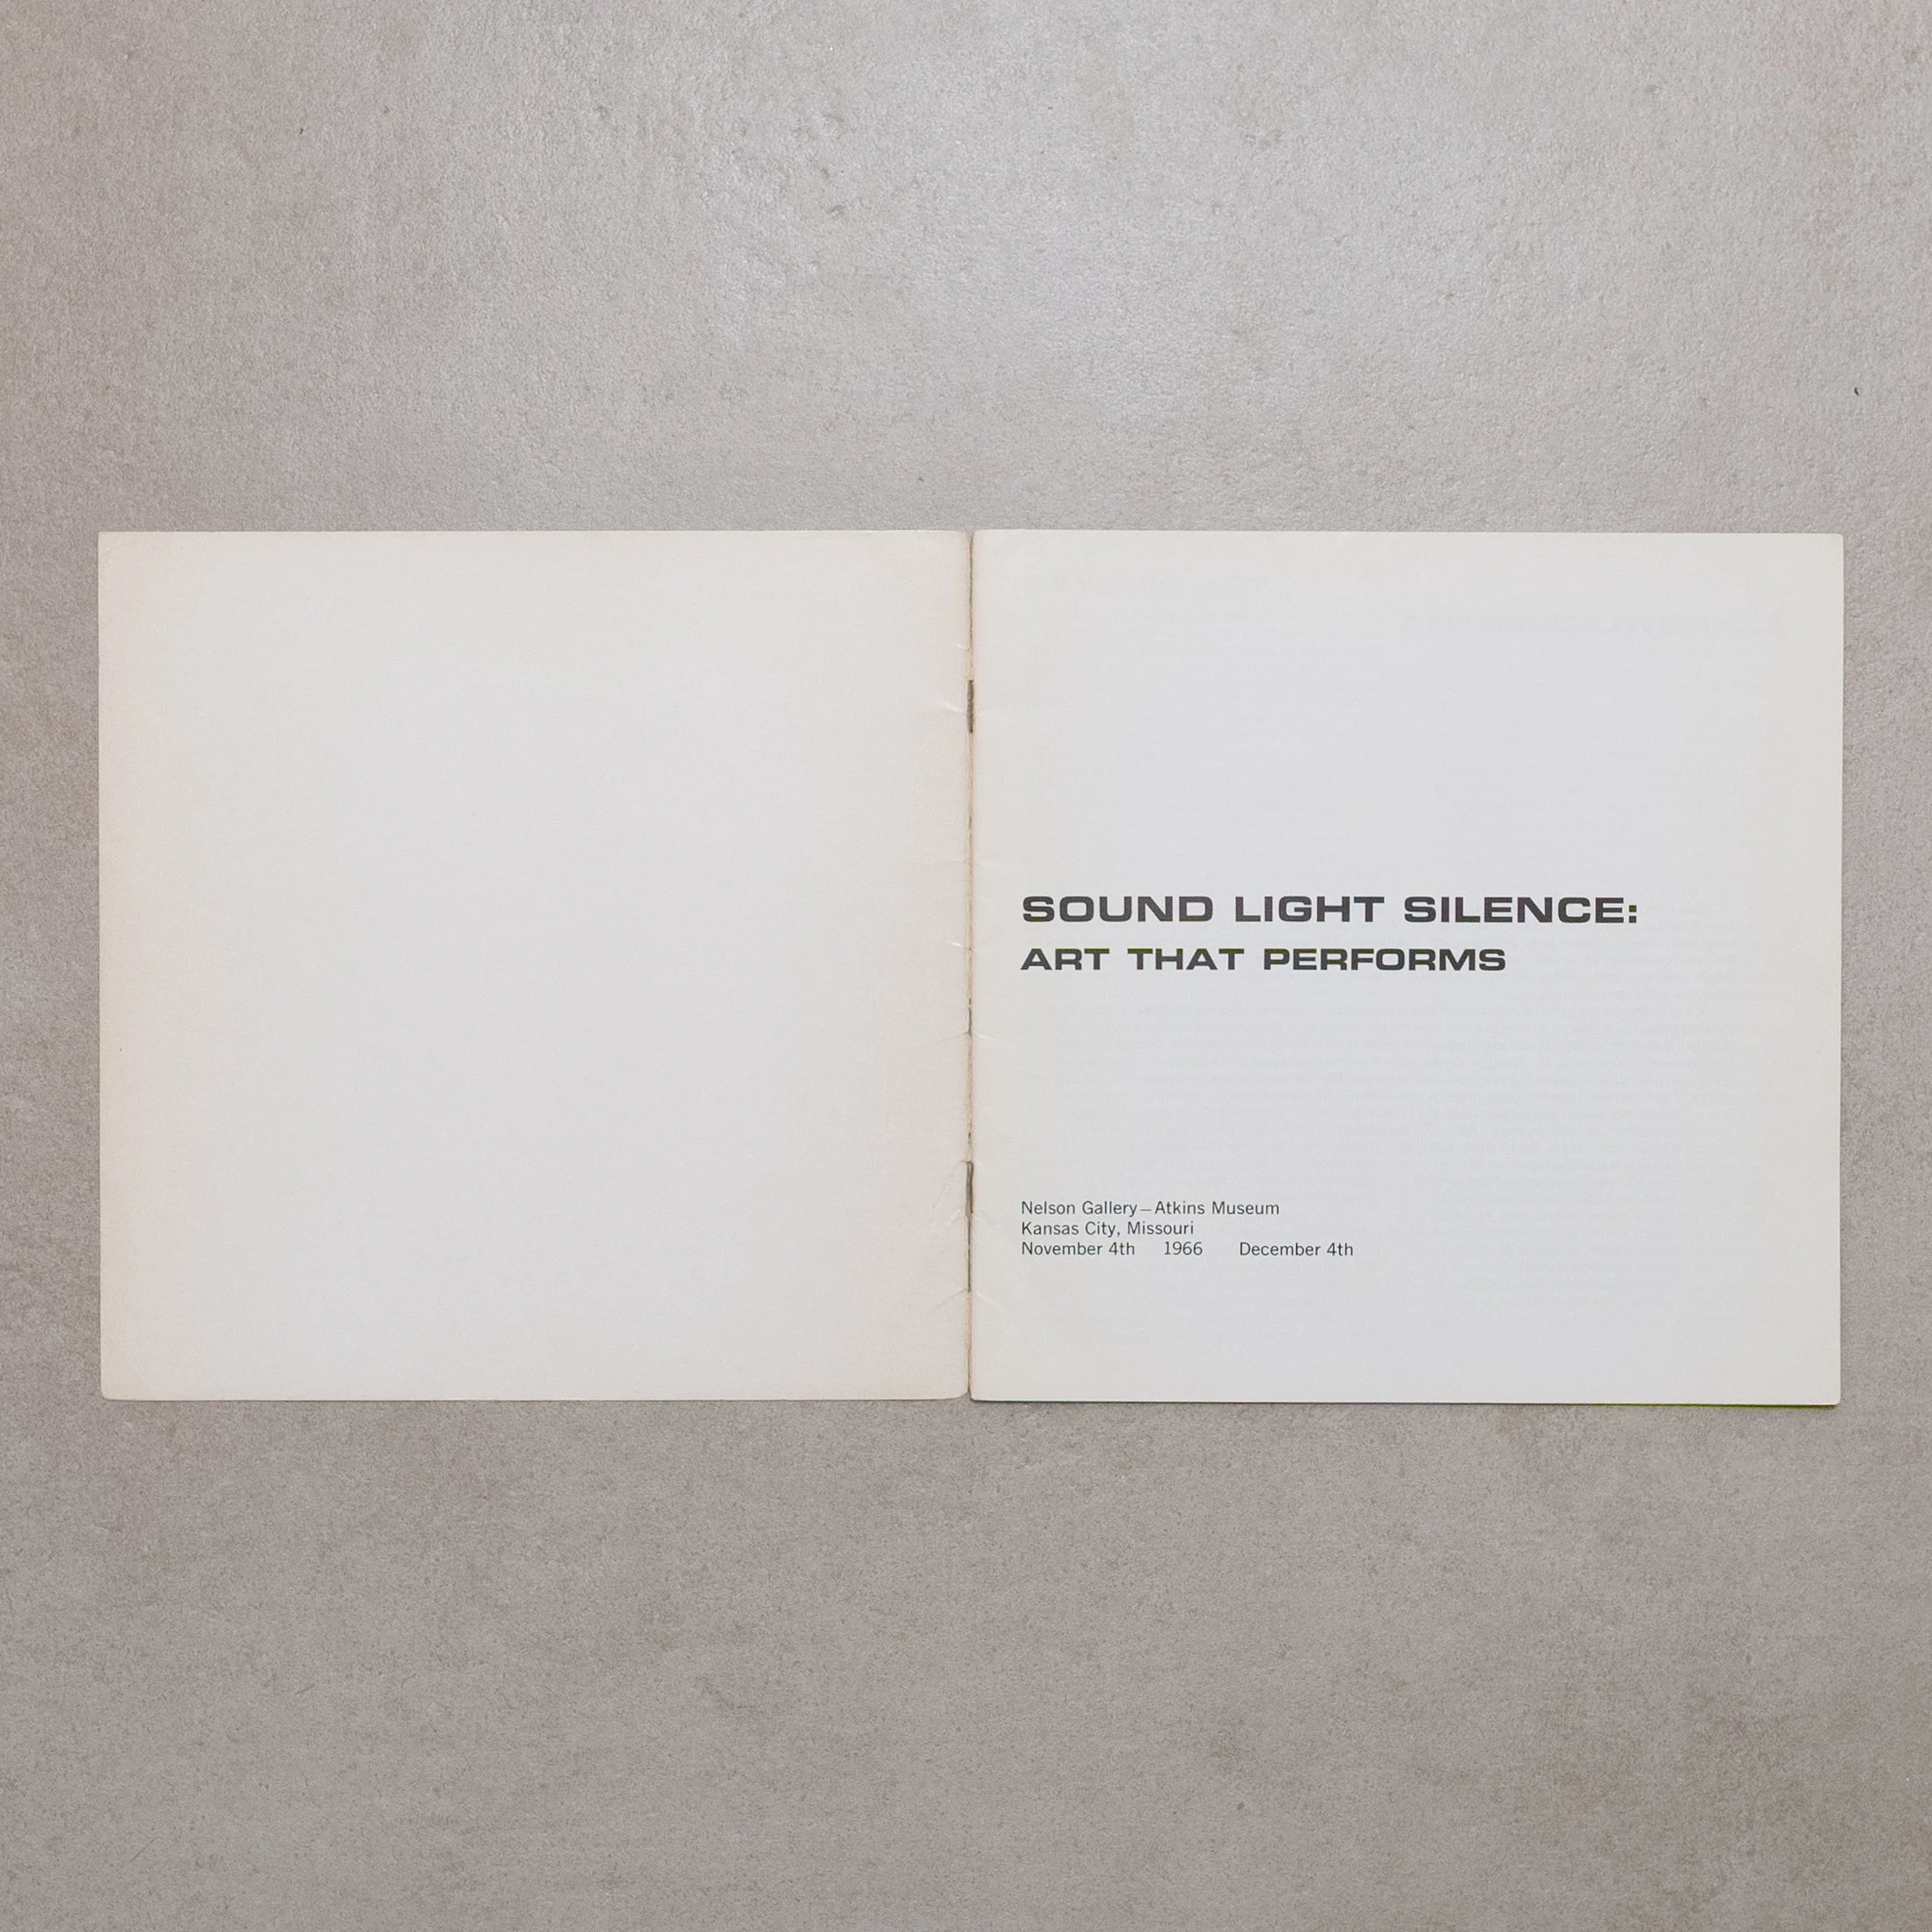 SOUND LIGHT SILENCE:
ART THAT PERFORMS
Nelson Gallery—Atkins Museum
Kansas City, Missouri
November 4th 1966 December 4th